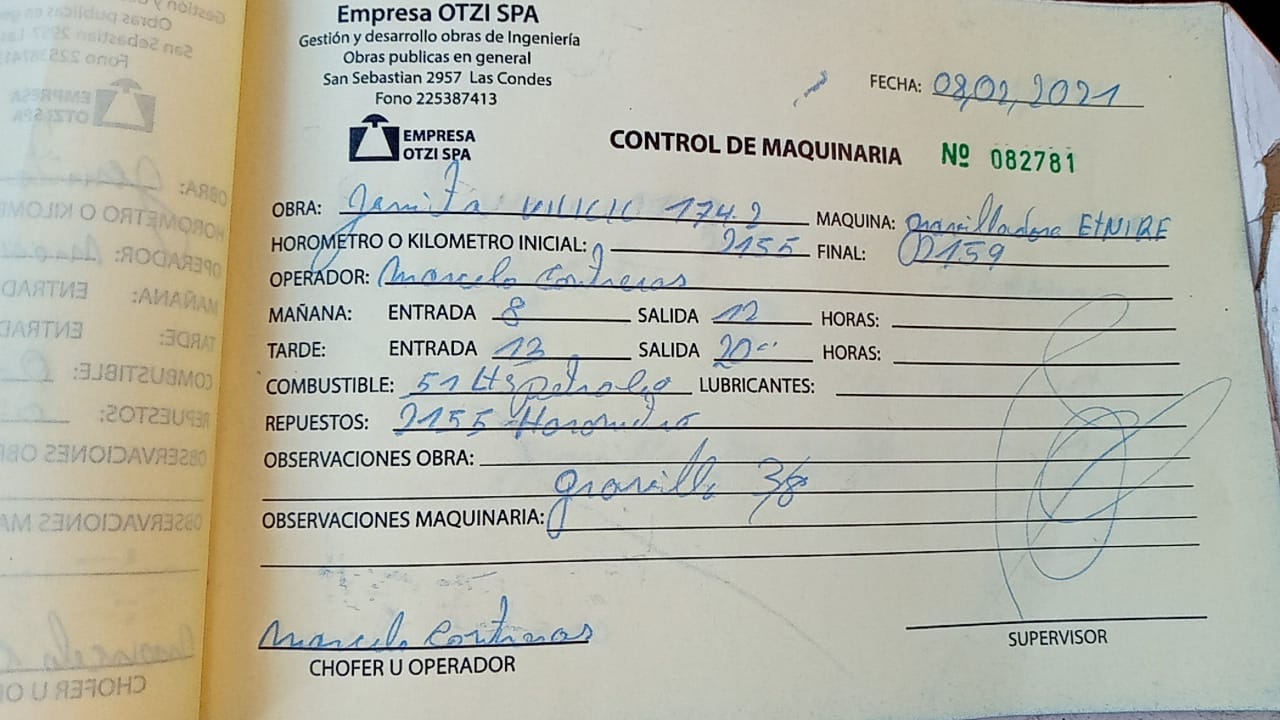 Empresa OTZI SPA
Gestión y desarrollo obras de Ingeniería
Obras publicas en general
San Sebastian 2957 Las Condes
Fono 225387413
EMPRESA
OTZI SPA
FECHA: 08,02,2021
CONTROL DE MAQUINARIA Nº 082781
OBRA: 174.2 MAQUINA: gravilladora ETNIRE
HOROMETRO O KILOMETRO INICIAL: 2155 FINAL: 2159
OPERADOR: Marcelo Contreras
MAÑANA: ENTRADA 8 SALIDA 12 HORAS:
TARDE: ENTRADA 13 SALIDA 20 HORAS:
COMBUSTIBLE: 51 Lts petroleo LUBRICANTES:
REPUESTOS: 2155 Horometro
OBSERVACIONES OBRA:
gravilla 3/8
OBSERVACIONES MAQUINARIA:
Marcelo Contreras
CHOFER U OPERADOR
SUPERVISOR